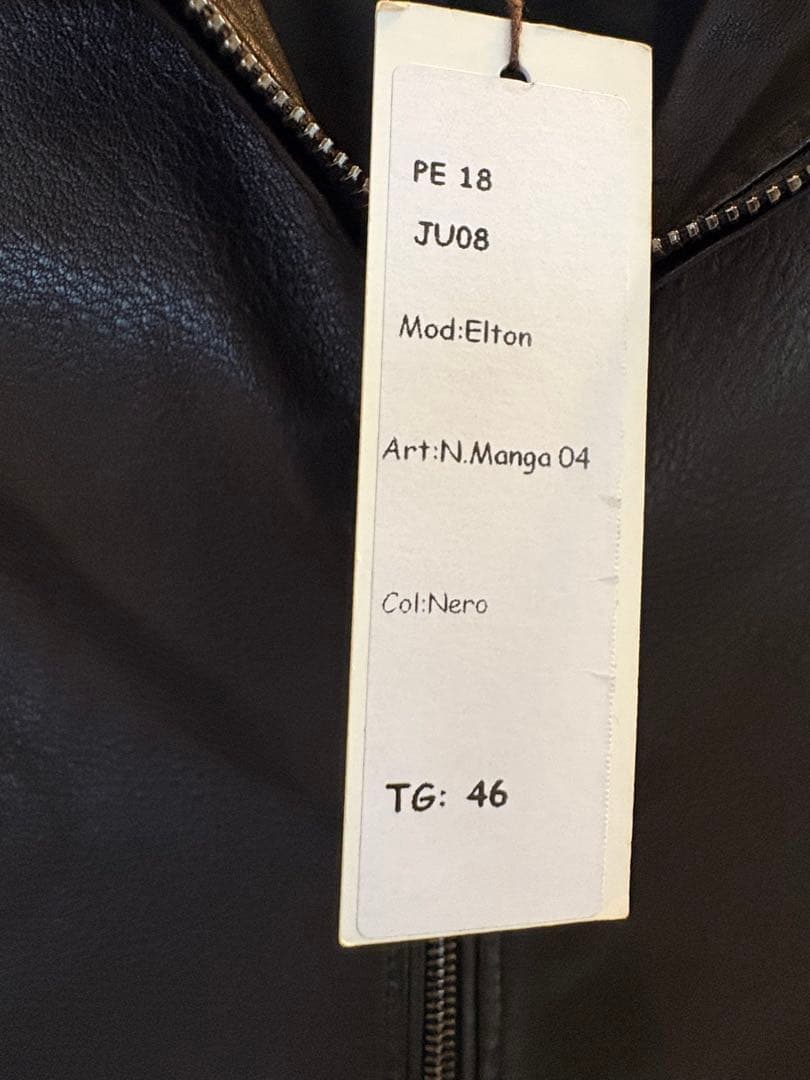 PE 18
JU08
Mod:Elton
Art:N.Manga 04
Col:Nero
TG: 46